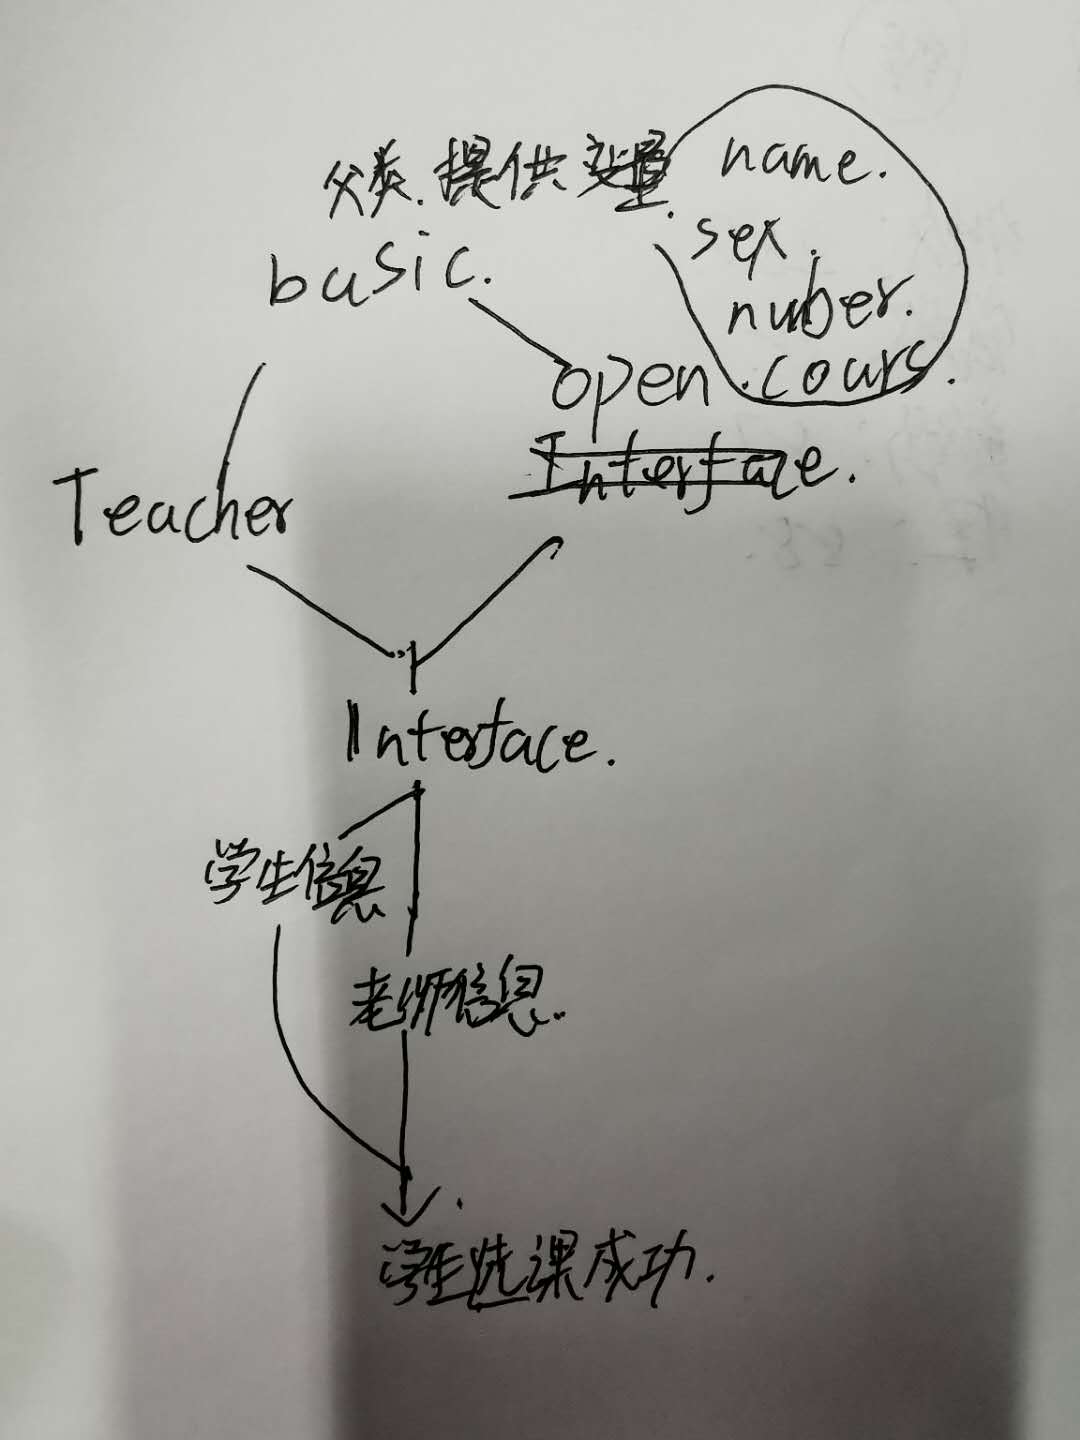 父类.提供变量.
name.
sex.
basic.
nuber.
open.
cours.
Interface.
Teacher
Interface.
学生信息
老师信息.
学生选课成功.